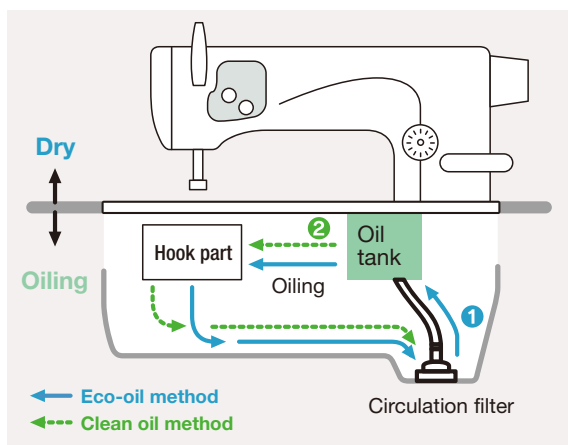 Dry
Oiling
Hook part
2
Oiling
Oil
tank
1
Eco-oil method
Clean oil method
Circulation filter